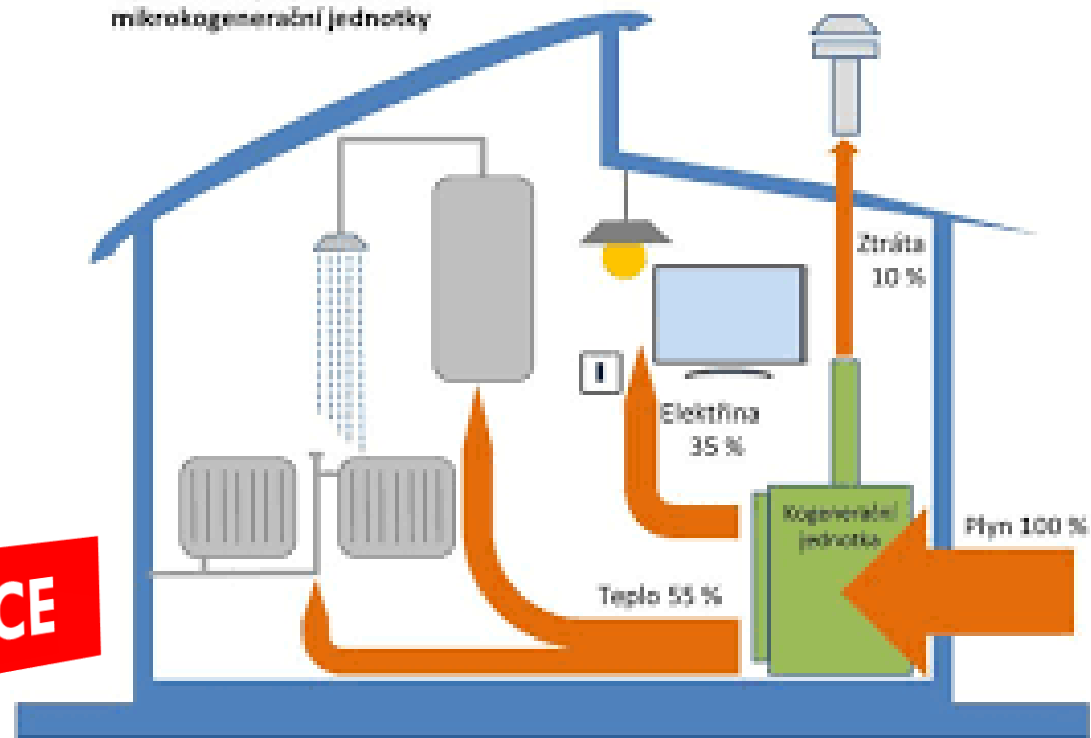 mikrokogenerační jednotky
Ztráta
10 %
I
Elektřina
35 %
Kogenerační
jednotka
Plyn 100 %
Teplo 55 %
CE